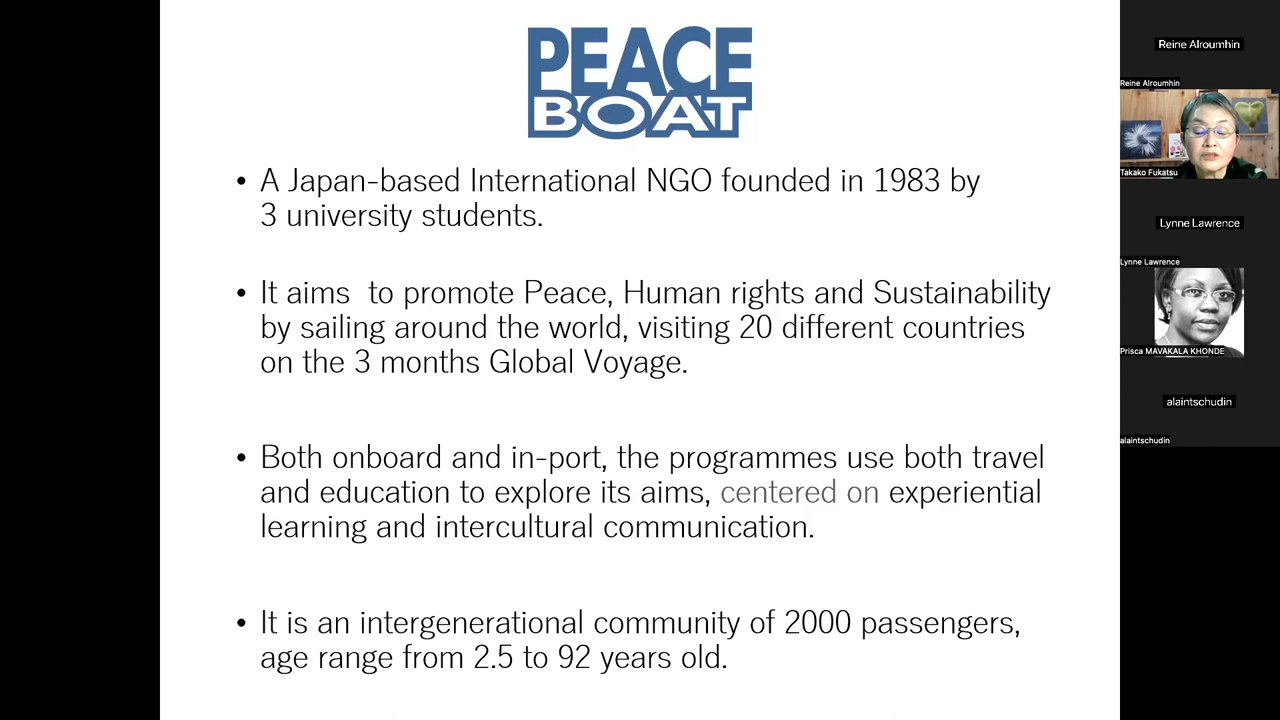 PEACE
BOAT
• A Japan-based International NGO founded in 1983 by
3 university students.
• It aims  to promote Peace, Human rights and Sustainability
by sailing around the world, visiting 20 different countries
on the 3 months Global Voyage.
• Both onboard and in-port, the programmes use both travel
and education to explore its aims, centered on experiential
learning and intercultural communication.
• It is an intergenerational community of 2000 passengers,
age range from 2.5 to 92 years old.
Reine Alroumhin
Reine Alroumhin
Takako Fukatsu
Lynne Lawrence
Lynne Lawrence
Prisca MAVAKALA KHONDE
alaintschudin
alaintschudin